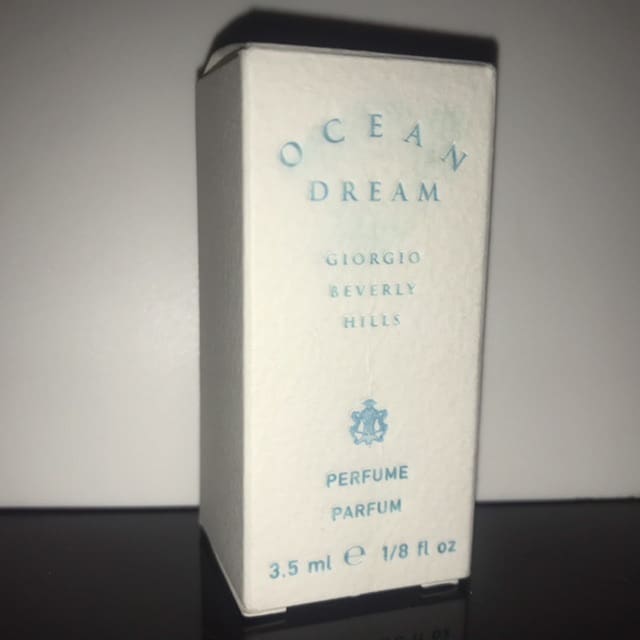 OCEAN
DREAM
GIORGIO
BEVERLY
HILLS
PERFUME
PARFUM
3.5 ml ℮ 1/8 fl oz